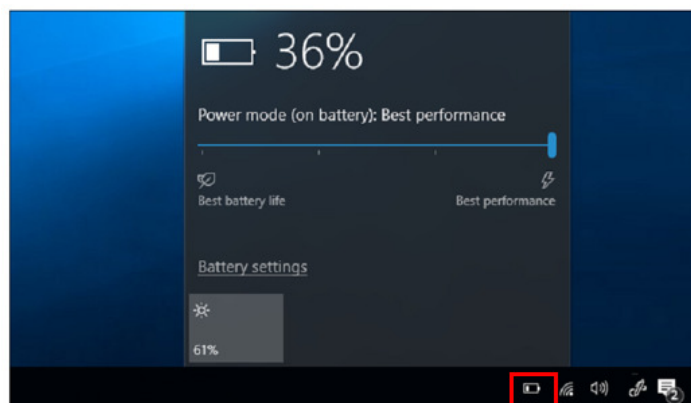 36%
Power mode (on battery): Best performance
Best battery life
Best performance
Battery settings
61%
2